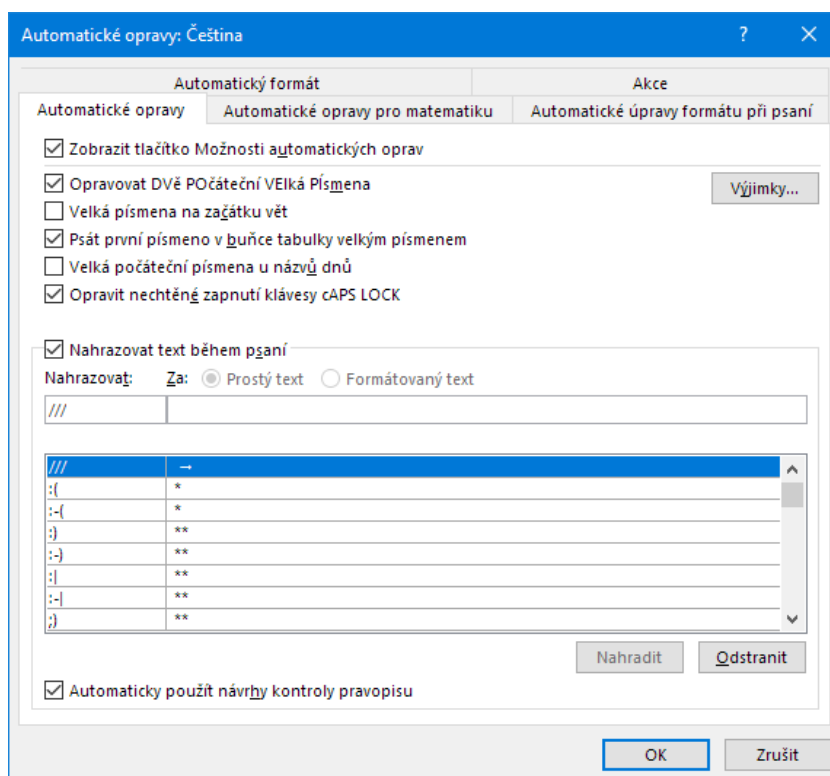 Automatické opravy: Čeština ? ×
Automatický formát Akce
Automatické opravy Automatické opravy pro matematiku Automatické úpravy formátu při psaní
Zobrazit tlačítko Možnosti automatických oprav
Opravovat DVě POčáteční VElká PÍsmena Výjimky...
Velká písmena na začátku vět
Psát první písmeno v buňce tabulky velkým písmenem
Velká počáteční písmena u názvů dnů
Opravit nechtěné zapnutí klávesy cAPS LOCK
Nahrazovat text během psaní
Nahrazovat: Za: Prostý text Formátovaný text
///
/// →
:( *
:-( *
:) **
:-) **
:| **
:-| **
;) **
Nahradit Odstranit
Automaticky použít návrhy kontroly pravopisu
OK Zrušit